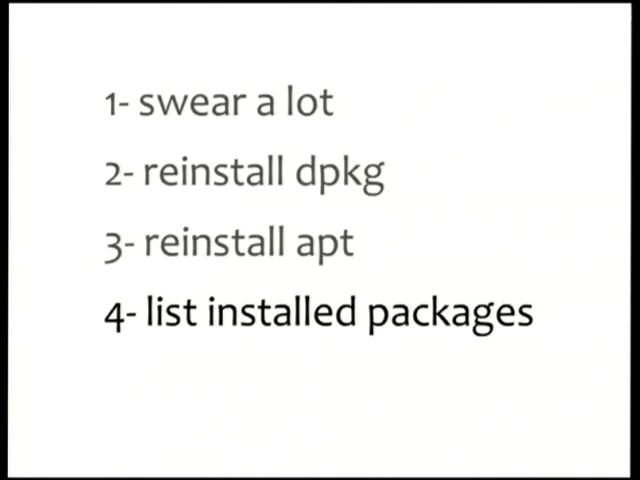 1- swear a lot
2- reinstall dpkg
3- reinstall apt
4- list installed packages